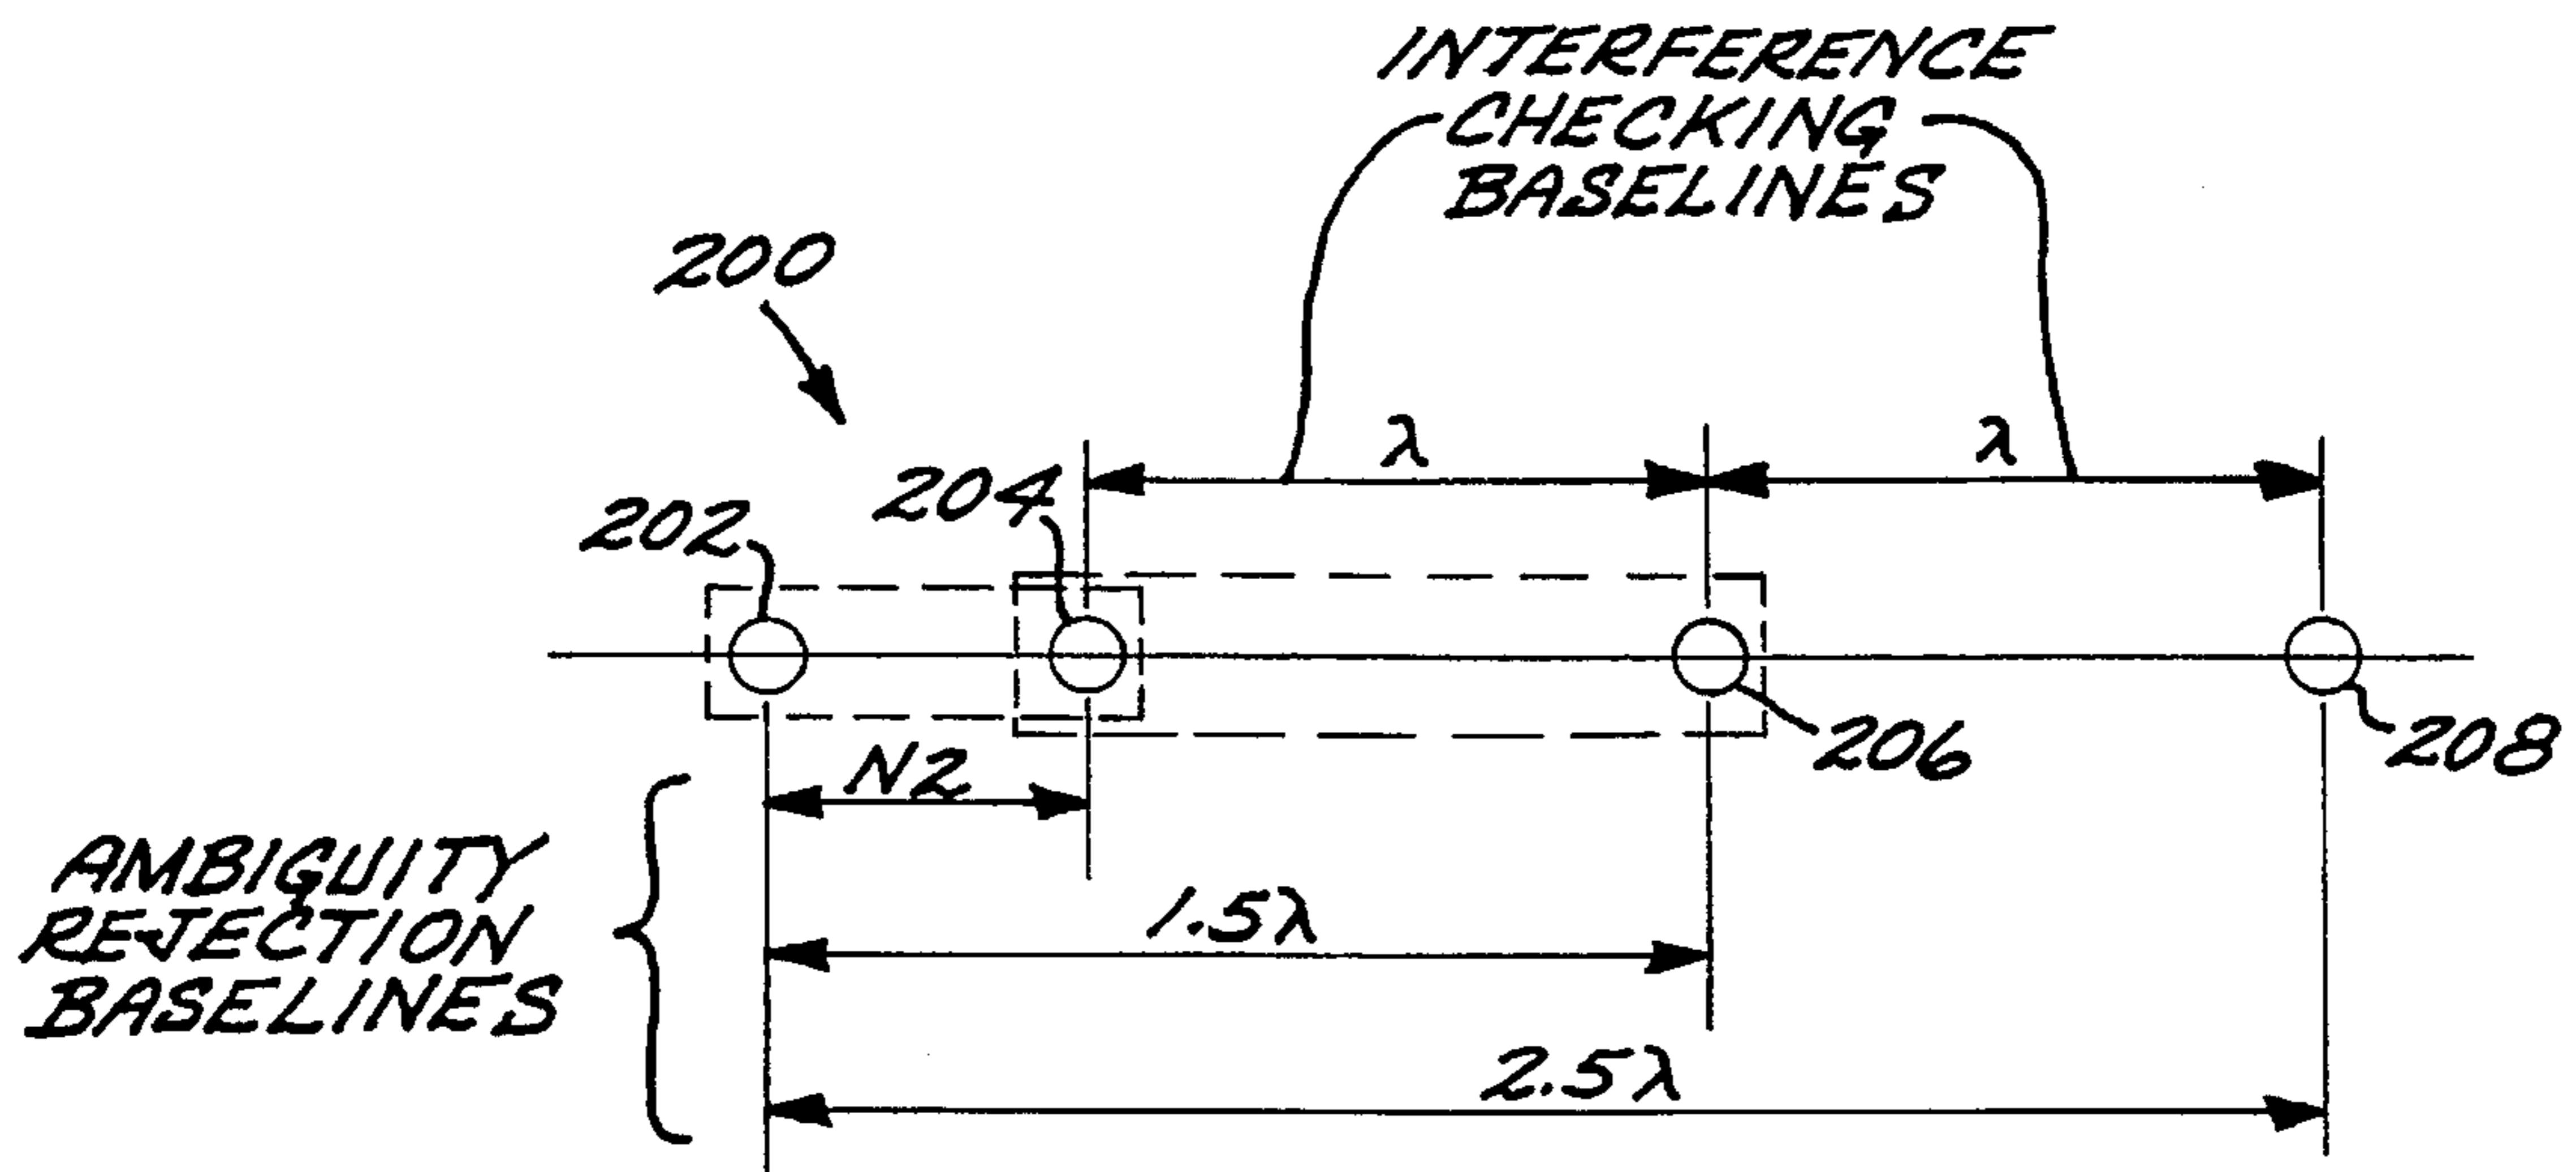 INTERFERENCE
CHECKING
BASELINES
200
λ
λ
204
202
206
208
N2
AMBIGUITY
REJECTION
BASELINES
1.5λ
2.5λ